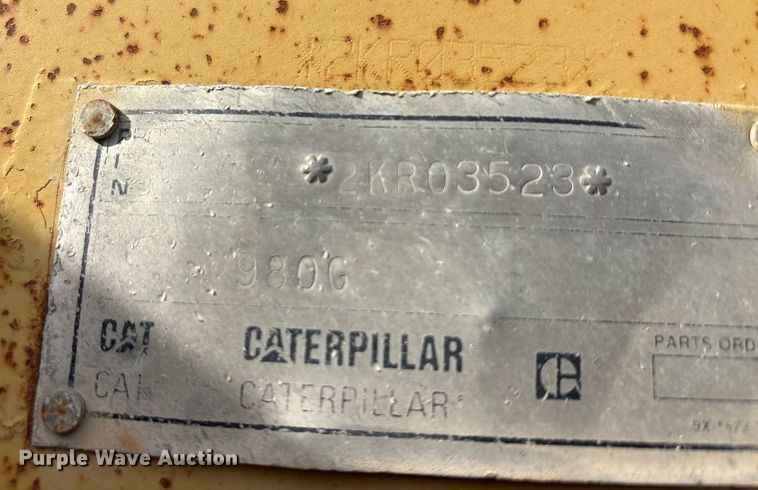 *2KR03523*
P
I
N
*2KR03523*
980G
CAT CATERPILLAR
CATERPILLAR
PARTS ORD
Purple Wave Auction